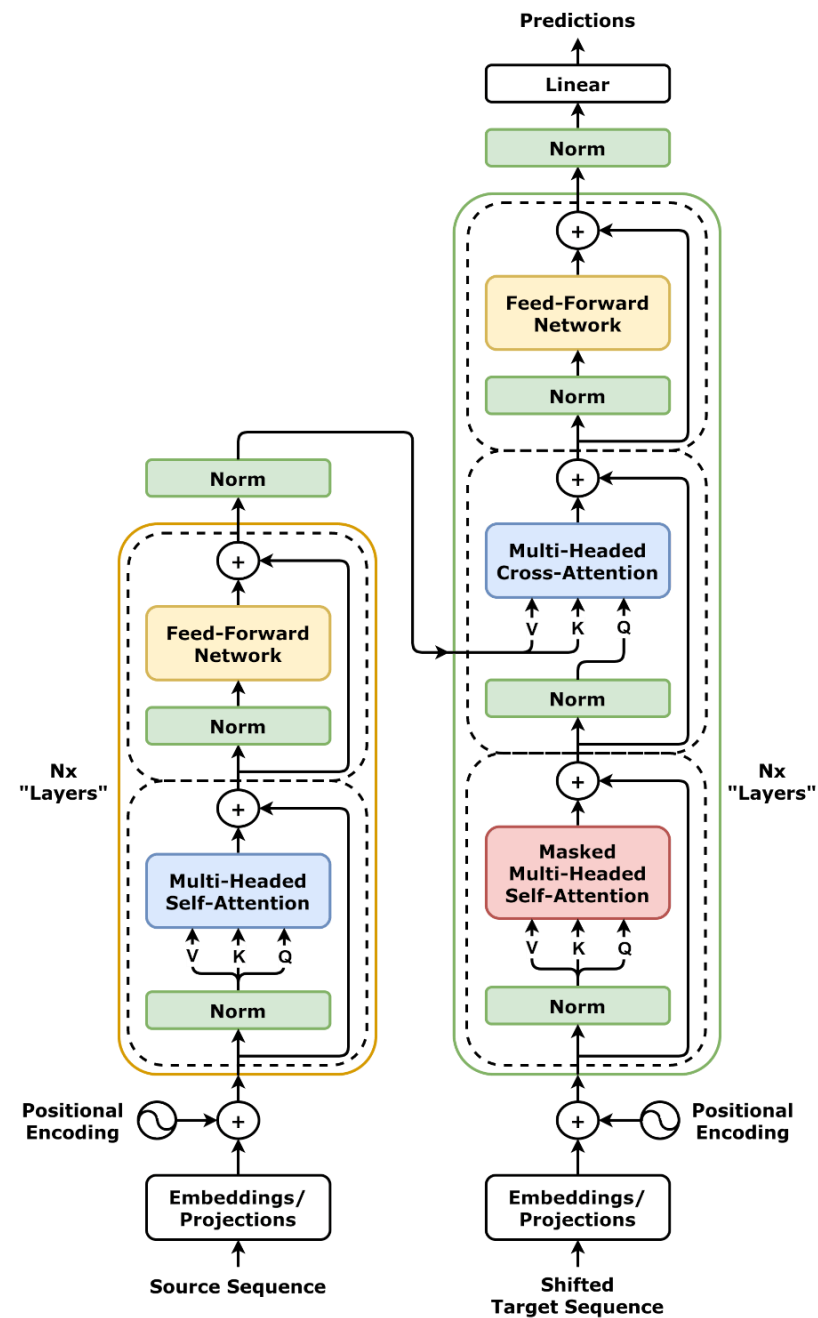 Predictions
Linear
Norm
Feed-Forward
Network
Norm
Multi-Headed
Cross-Attention
V K Q
Norm
Masked
Multi-Headed
Self-Attention
V K Q
Norm
Nx
"Layers"
Positional
Encoding
Embeddings/
Projections
Shifted
Target Sequence
Norm
Feed-Forward
Network
Norm
Nx
"Layers"
Multi-Headed
Self-Attention
V K Q
Norm
Positional
Encoding
Embeddings/
Projections
Source Sequence